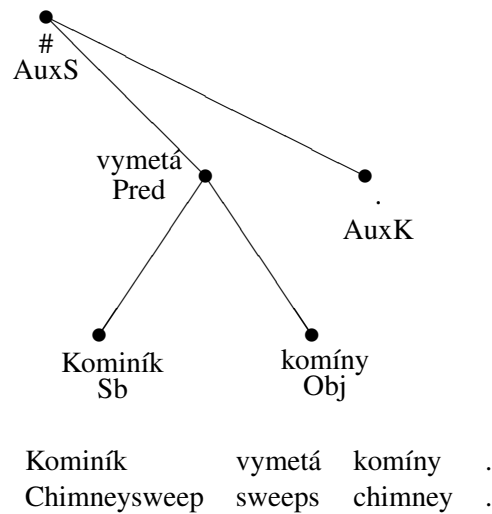 #
AuxS
vymetá
Pred
.
AuxK
Kominík
Sb
komíny
Obj
Kominík vymetá komíny .
Chimneysweep sweeps chimney .